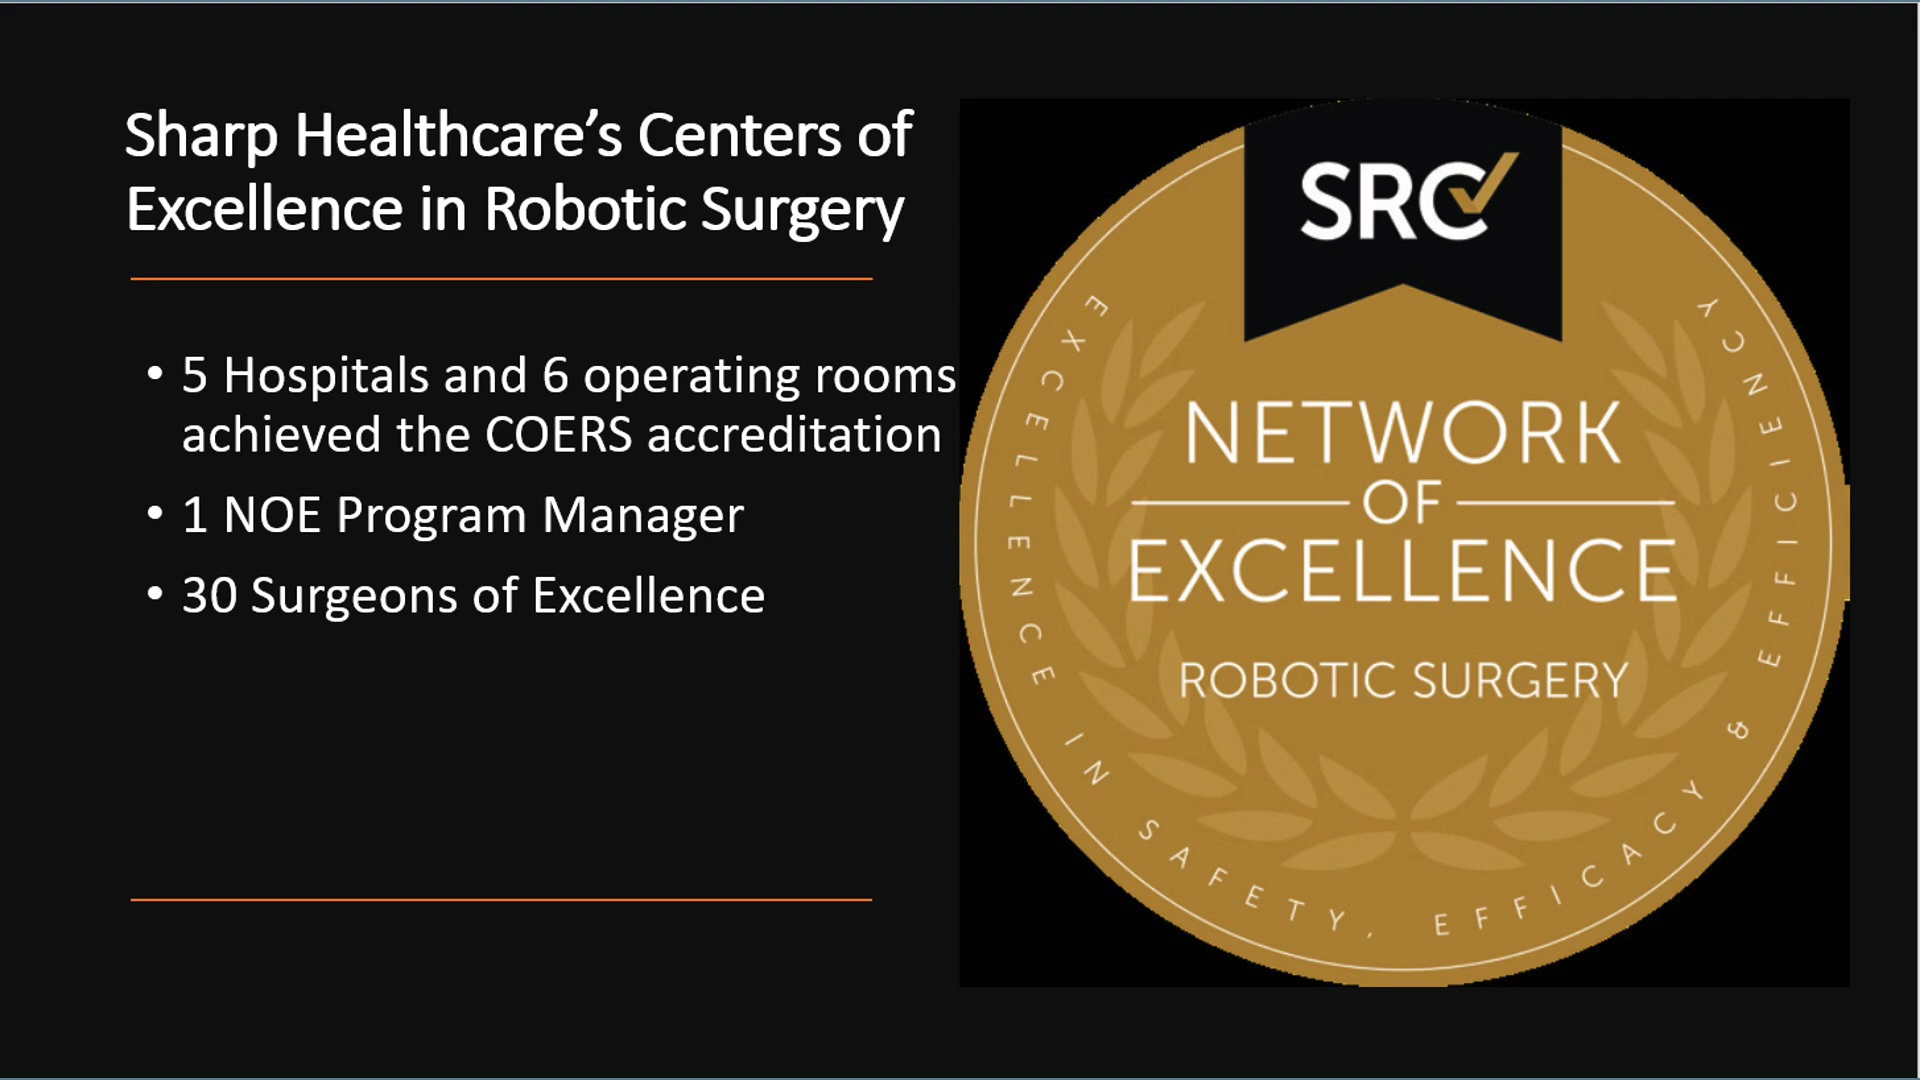 Sharp Healthcare’s Centers of
Excellence in Robotic Surgery
• 5 Hospitals and 6 operating rooms
achieved the COERS accreditation
• 1 NOE Program Manager
• 30 Surgeons of Excellence
SRC
NETWORK
OF
EXCELLENCE
ROBOTIC SURGERY
EXCELLENCE IN SAFETY, EFFICACY & EFFICIENCY